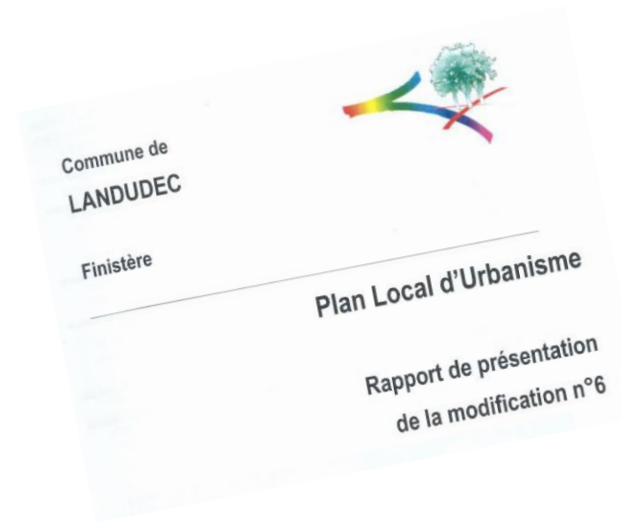 Commune de
LANDUDEC
Finistère
Plan Local d'Urbanisme
Rapport de présentation
de la modification n°6